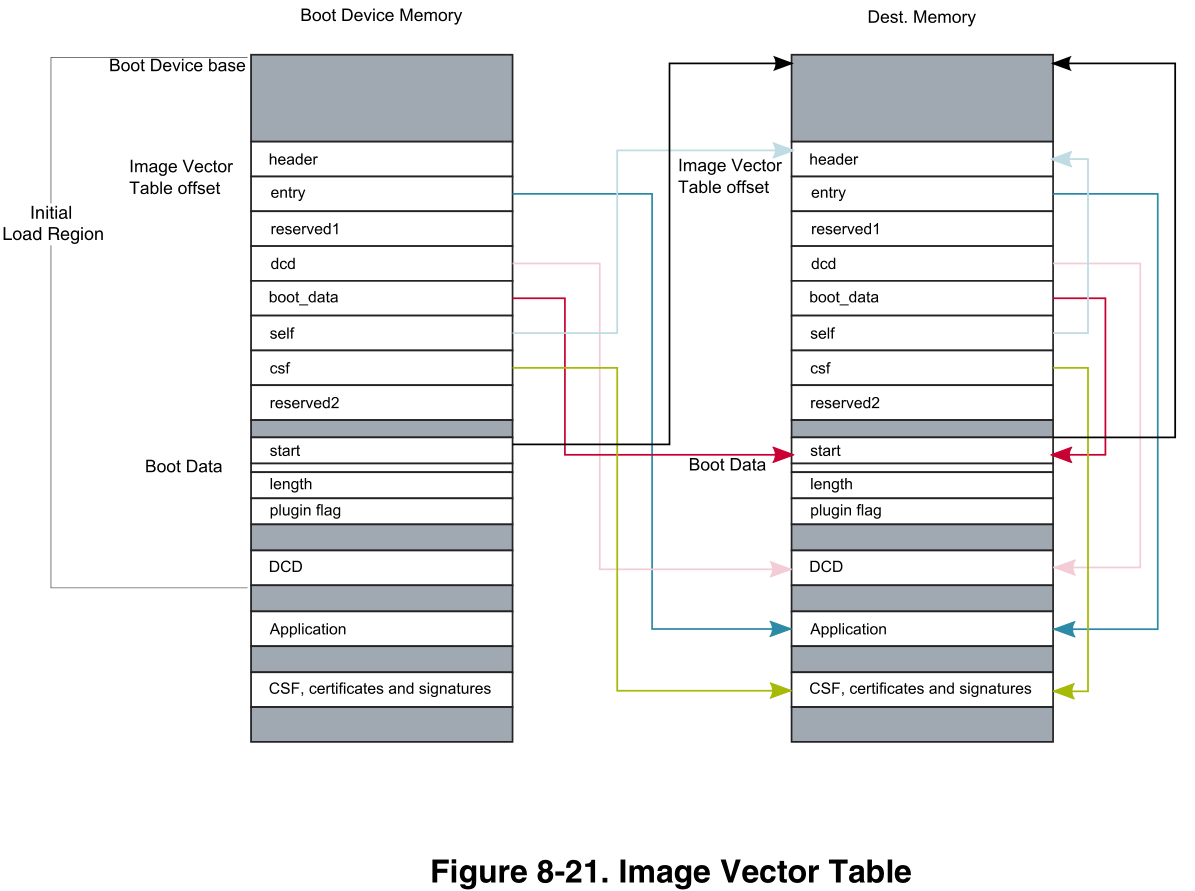 Boot Device Memory
Dest. Memory
Boot Device base
Image Vector
Table offset
Initial
Load Region
header
entry
reserved1
dcd
boot_data
self
csf
reserved2
Boot Data
start
length
plugin flag
DCD
Application
CSF, certificates and signatures
Image Vector
Table offset
header
entry
reserved1
dcd
boot_data
self
csf
reserved2
Boot Data
start
length
plugin flag
DCD
Application
CSF, certificates and signatures
Figure 8-21. Image Vector Table